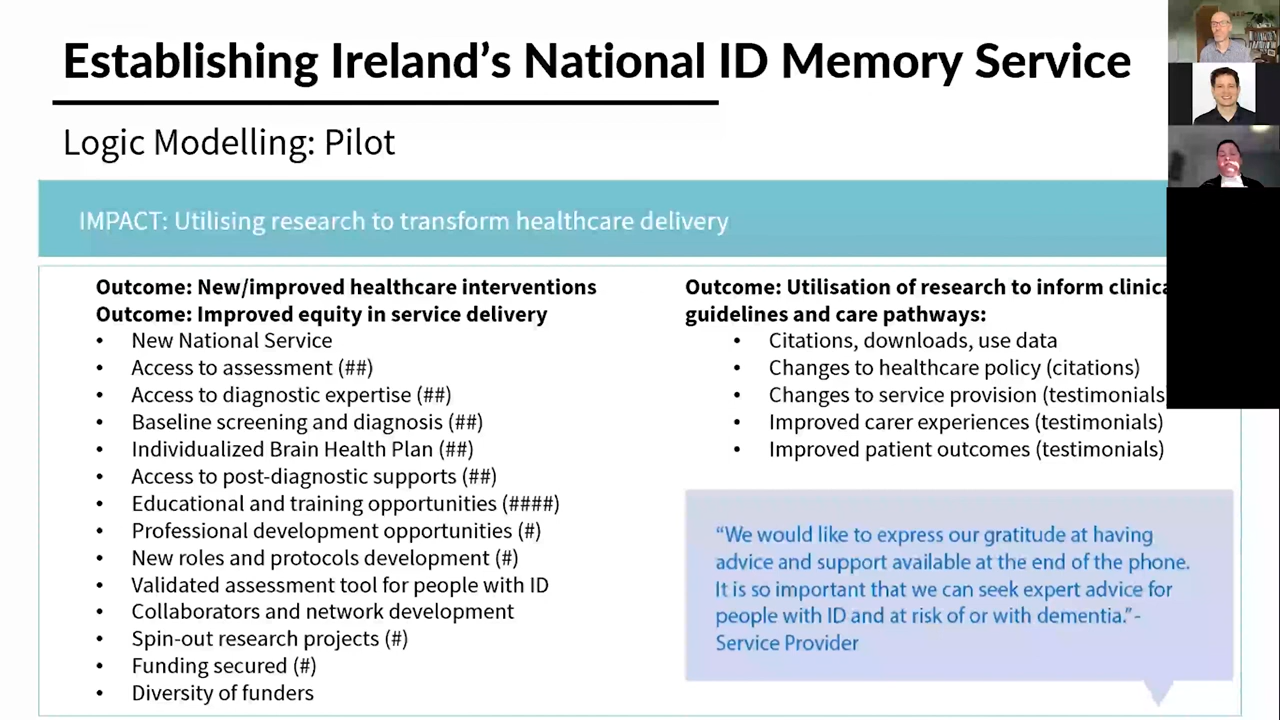 Establishing Ireland's National ID Memory Service
Logic Modelling: Pilot
IMPACT: Utilising research to transform healthcare delivery
Outcome: New/improved healthcare interventions
Outcome: Improved equity in service delivery
• New National Service
• Access to assessment (##)
• Access to diagnostic expertise (##)
• Baseline screening and diagnosis (##)
• Individualized Brain Health Plan (##)
• Access to post-diagnostic supports (##)
• Educational and training opportunities (####)
• Professional development opportunities (#)
• New roles and protocols development (#)
• Validated assessment tool for people with ID
• Collaborators and network development
• Spin-out research projects (#)
• Funding secured (#)
• Diversity of funders
Outcome: Utilisation of research to inform clinica
guidelines and care pathways:
• Citations, downloads, use data
• Changes to healthcare policy (citations)
• Changes to service provision (testimonials
• Improved carer experiences (testimonials)
• Improved patient outcomes (testimonials)
“We would like to express our gratitude at having
advice and support available at the end of the phone.
It is so important that we can seek expert advice for
people with ID and at risk of or with dementia.”-
Service Provider